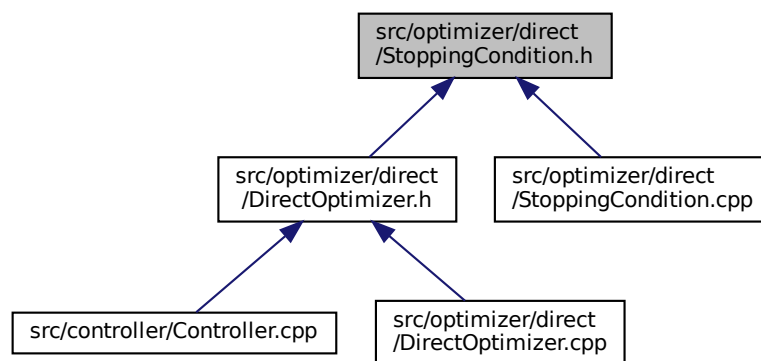 src/optimizer/direct
/StoppingCondition.h
src/optimizer/direct
/DirectOptimizer.h
src/optimizer/direct
/StoppingCondition.cpp
src/controller/Controller.cpp
src/optimizer/direct
/DirectOptimizer.cpp